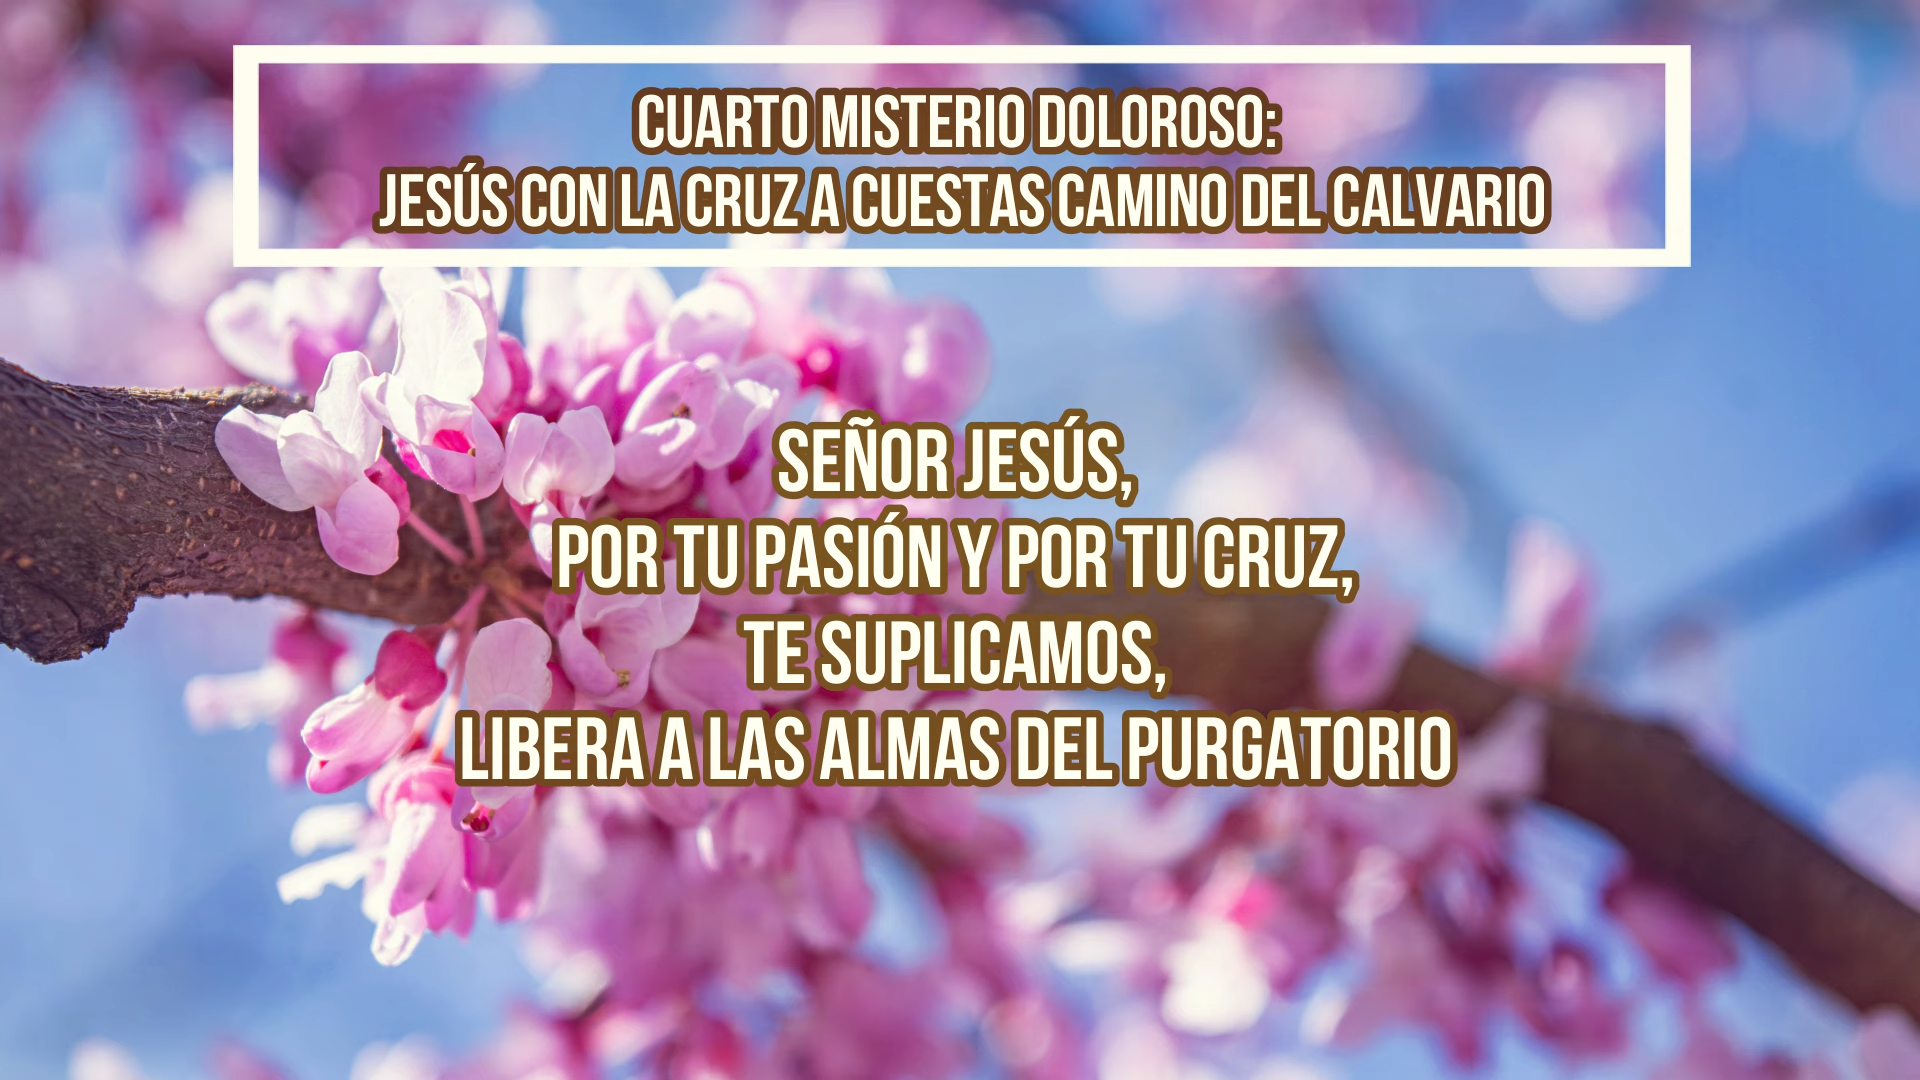 CUARTO MISTERIO DOLOROSO:
JESÚS CON LA CRUZ A CUESTAS CAMINO DEL CALVARIO
SEÑOR JESÚS,
POR TU PASIÓN Y POR TU CRUZ,
TE SUPLICAMOS,
LIBERA A LAS ALMAS DEL PURGATORIO